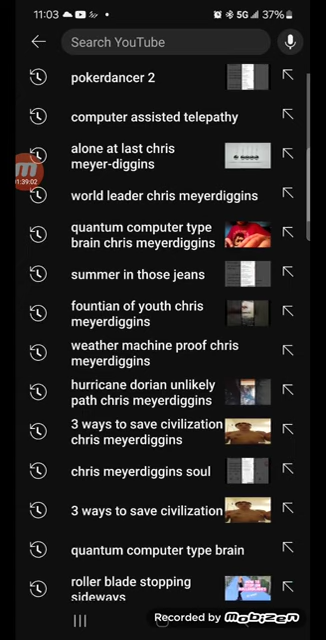 11:03
5G 37%
Search YouTube
pokerdancer 2
computer assisted telepathy
alone at last chris
meyer-diggins
01:39:02
world leader chris meyerdiggins
quantum computer type
brain chris meyerdiggins
summer in those jeans
fountian of youth chris
meyerdiggins
weather machine proof chris
meyerdiggins
hurricane dorian unlikely
path chris meyerdiggins
3 ways to save civilization
chris meyerdiggins
chris meyerdiggins soul
3 ways to save civilization
quantum computer type brain
roller blade stopping
sideways
Recorded by mobizen